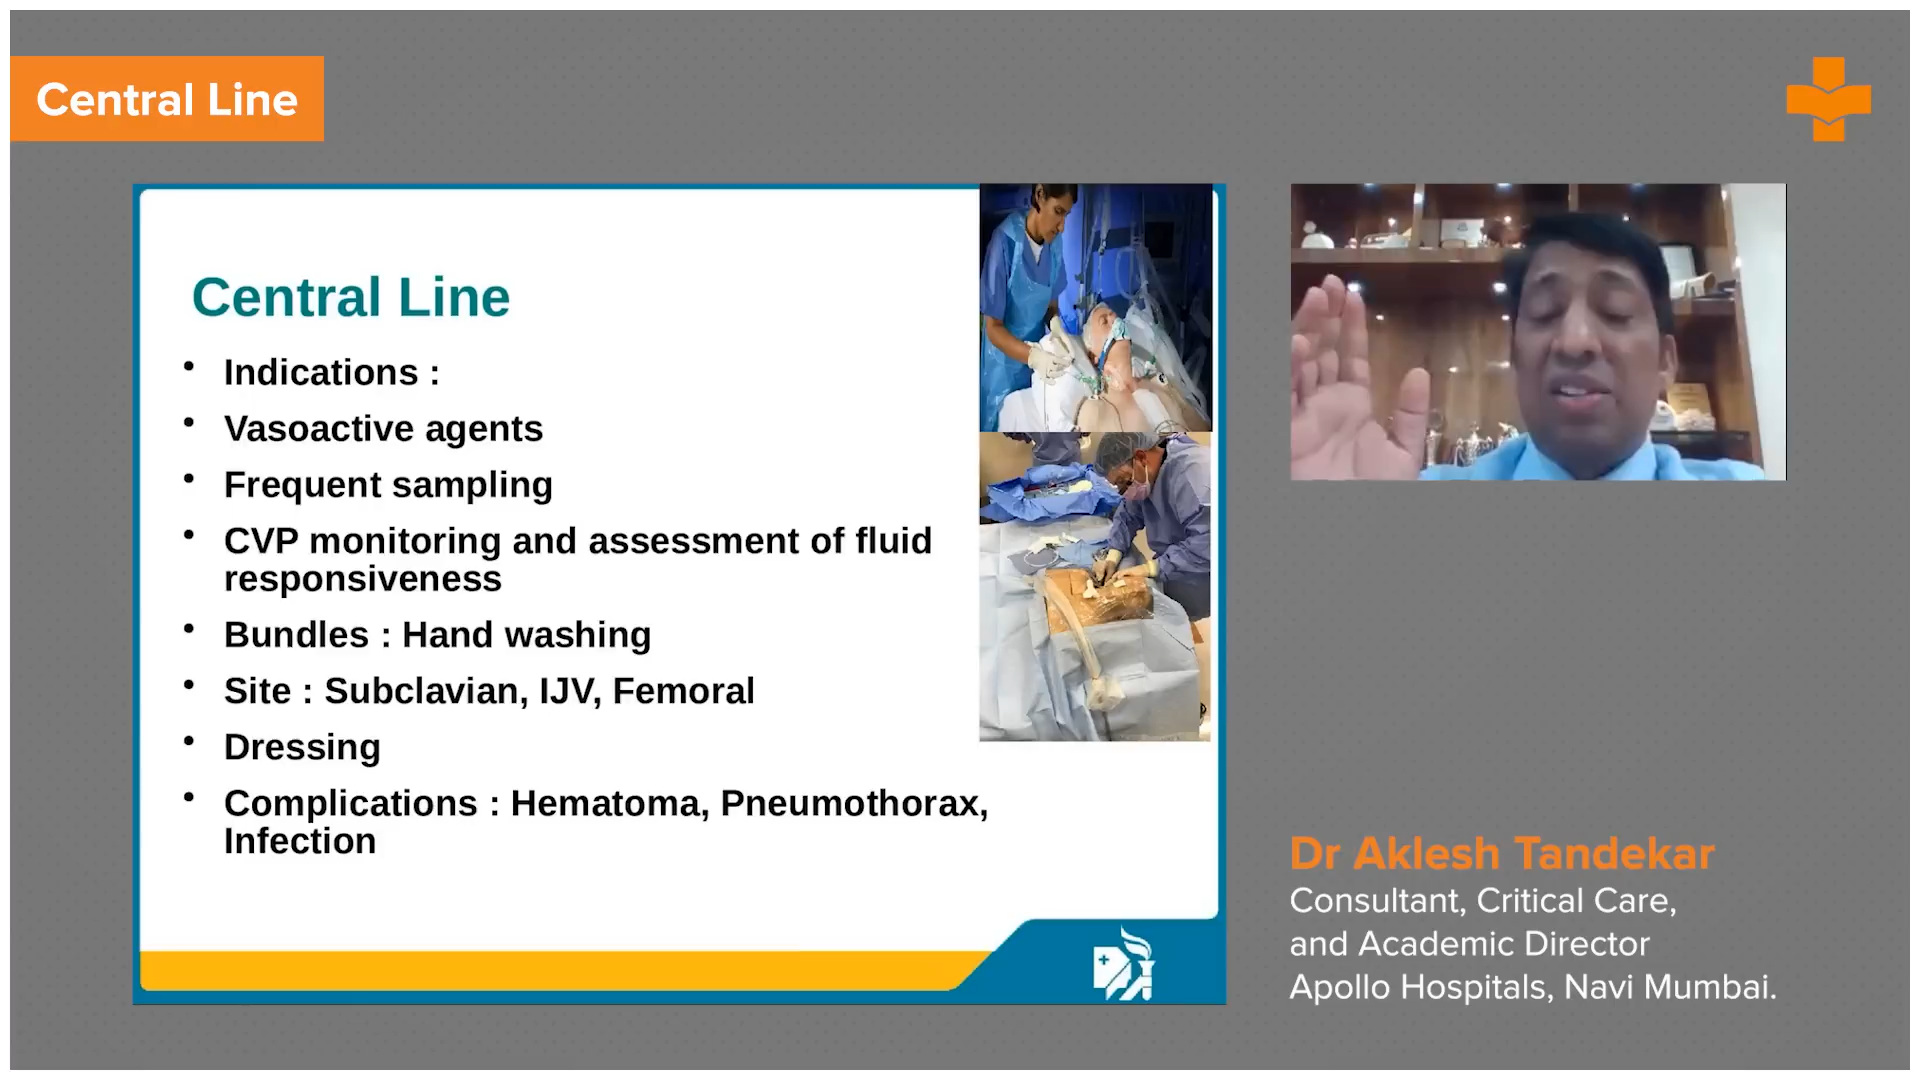 Central Line
Central Line
• Indications :
• Vasoactive agents
• Frequent sampling
• CVP monitoring and assessment of fluid
responsiveness
• Bundles : Hand washing
• Site : Subclavian, IJV, Femoral
• Dressing
• Complications : Hematoma, Pneumothorax,
Infection
Dr Aklesh Tandekar
Consultant, Critical Care,
and Academic Director
Apollo Hospitals, Navi Mumbai.